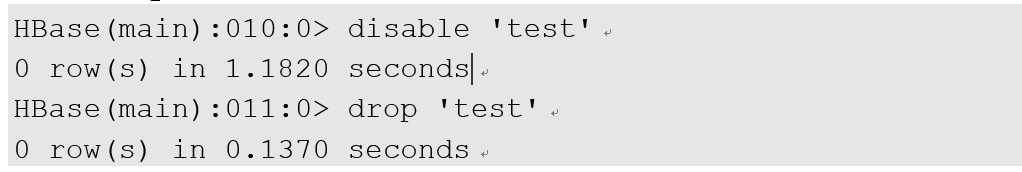 HBase(main):010:0> disable 'test'
0 row(s) in 1.1820 seconds
HBase(main):011:0> drop 'test'
0 row(s) in 0.1370 seconds